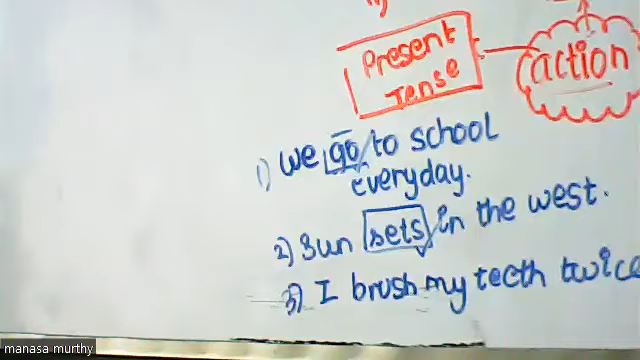 Present
Tense
action
1) we go to school
everyday.
2) Sun sets in the west.
3) I brush my teeth twice
manasa murthy